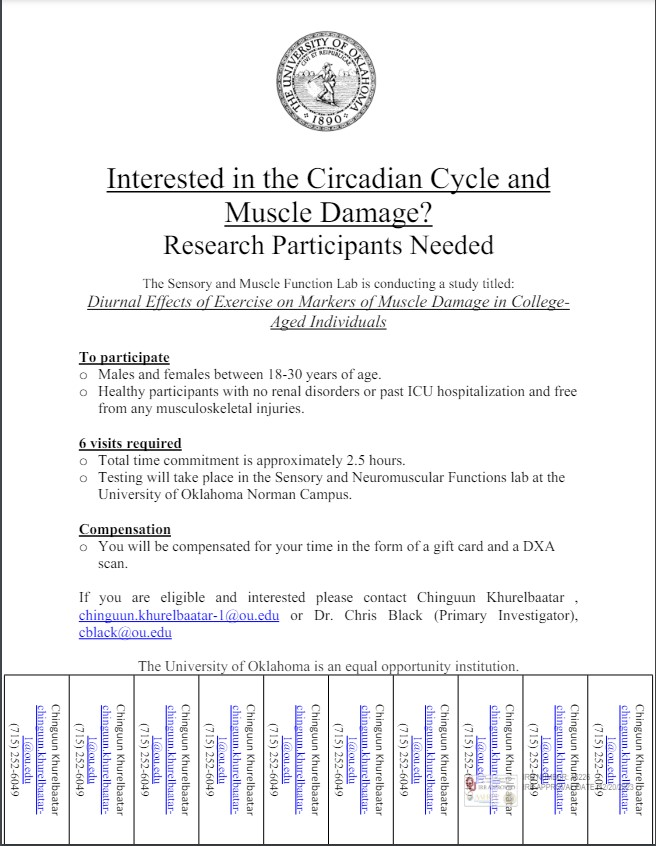 THE UNIVERSITY OF OKLAHOMA
CIVI ET REIPUBLICAE
1890
Interested in the Circadian Cycle and
Muscle Damage?
Research Participants Needed
The Sensory and Muscle Function Lab is conducting a study titled:
Diurnal Effects of Exercise on Markers of Muscle Damage in College-
Aged Individuals
To participate
o Males and females between 18-30 years of age.
o Healthy participants with no renal disorders or past ICU hospitalization and free
from any musculoskeletal injuries.
6 visits required
o Total time commitment is approximately 2.5 hours.
o Testing will take place in the Sensory and Neuromuscular Functions lab at the
University of Oklahoma Norman Campus.
Compensation
o You will be compensated for your time in the form of a gift card and a DXA
scan.
If you are eligible and interested please contact Chinguun Khurelbaatar ,
chinguun.khurelbaatar-1@ou.edu or Dr. Chris Black (Primary Investigator),
cblack@ou.edu
The University of Oklahoma is an equal opportunity institution.
Chinguun Khurelbaatar
chinguun.khurelbaatar-
1@ou.edu
(715) 252-6049
Chinguun Khurelbaatar
chinguun.khurelbaatar-
1@ou.edu
(715) 252-6049
Chinguun Khurelbaatar
chinguun.khurelbaatar-
1@ou.edu
(715) 252-6049
Chinguun Khurelbaatar
chinguun.khurelbaatar-
1@ou.edu
(715) 252-6049
Chinguun Khurelbaatar
chinguun.khurelbaatar-
1@ou.edu
(715) 252-6049
Chinguun Khurelbaatar
chinguun.khurelbaatar-
1@ou.edu
(715) 252-6049
Chinguun Khurelbaatar
chinguun.khurelbaatar-
1@ou.edu
(715) 252-6049
Chinguun Khurelbaatar
chinguun.khurelbaatar-
1@ou.edu
(715) 252-6049
Chinguun Khurelbaatar
chinguun.khurelbaatar-
1@ou.edu
(715) 252-6049
Chinguun Khurelbaatar
chinguun.khurelbaatar-
1@ou.edu
(715) 252-6049